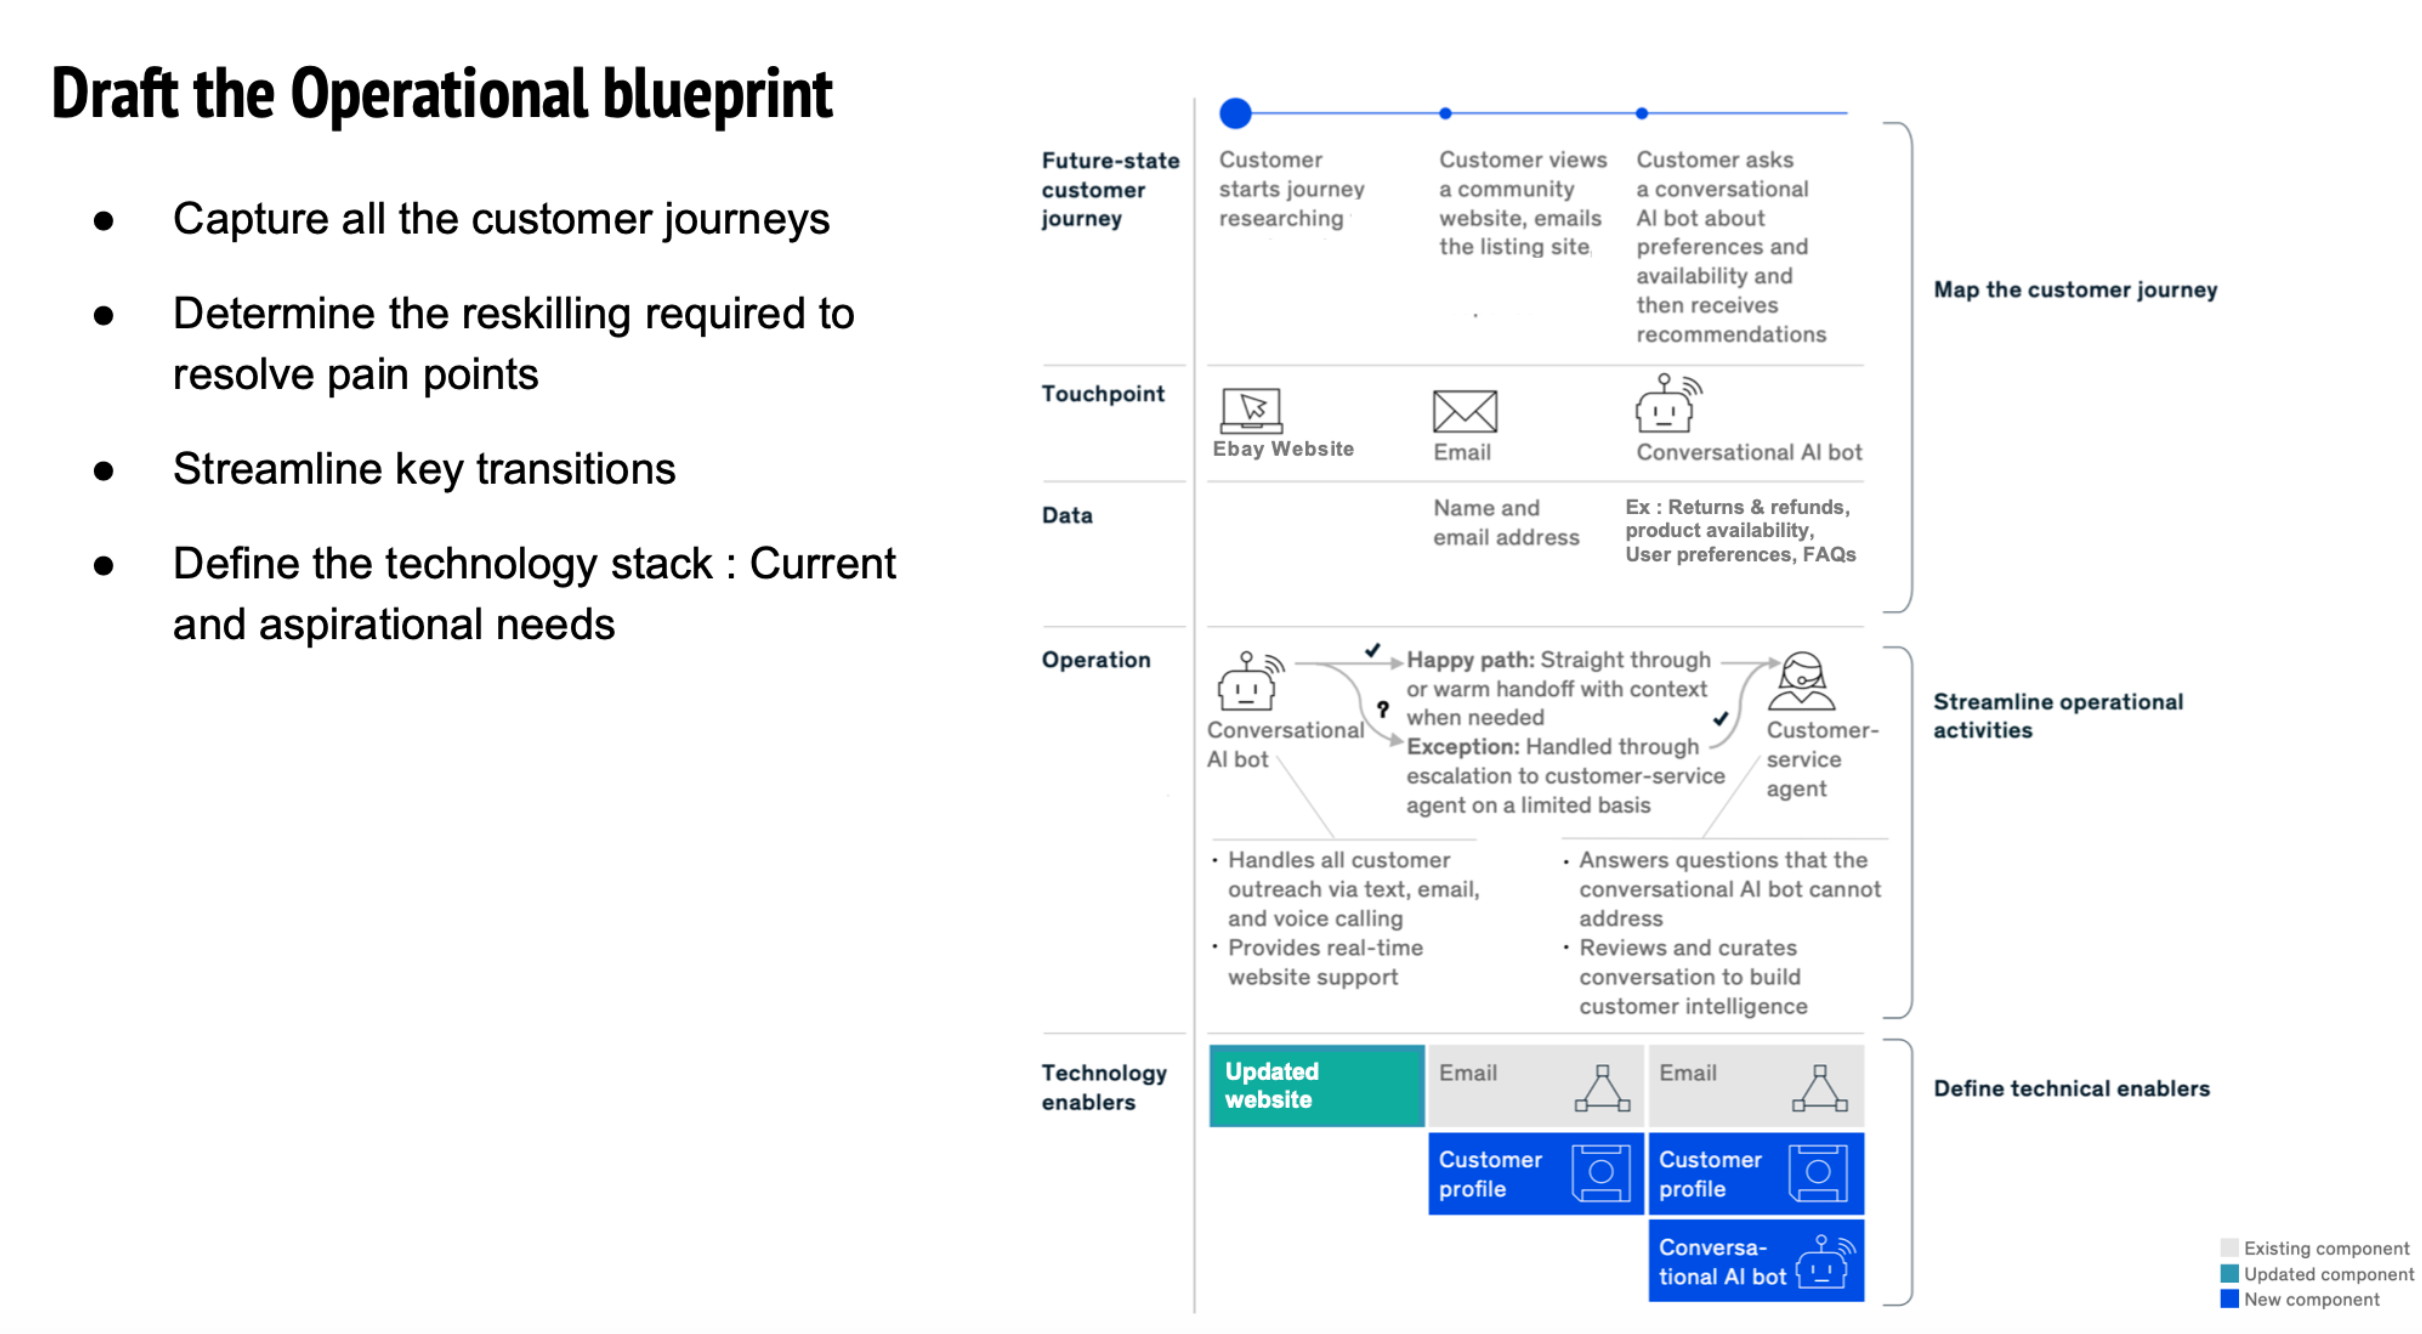 Draft the Operational blueprint
● Capture all the customer journeys
● Determine the reskilling required to
resolve pain points
● Streamline key transitions
● Define the technology stack : Current
and aspirational needs
Future-state
customer
journey
Customer
starts journey
researching
Customer views
a community
website, emails
the listing site,
Customer asks
a conversational
AI bot about
preferences and
availability and
then receives
recommendations
Map the customer journey
Touchpoint
Ebay Website
Email
Conversational AI bot
Data
Name and
email address
Ex : Returns & refunds,
product availability,
User preferences, FAQs
Operation
Conversational
AI bot
?
Happy path: Straight through
or warm handoff with context
when needed
Exception: Handled through
escalation to customer-service
agent on a limited basis
Customer-
service
agent
Streamline operational
activities
· Handles all customer
outreach via text, email,
and voice calling
· Provides real-time
website support
· Answers questions that the
conversational AI bot cannot
address
· Reviews and curates
conversation to build
customer intelligence
Technology
enablers
Updated
website
Email
Email
Customer
profile
Customer
profile
Conversa-
tional AI bot
Define technical enablers
Existing component
Updated component
New component